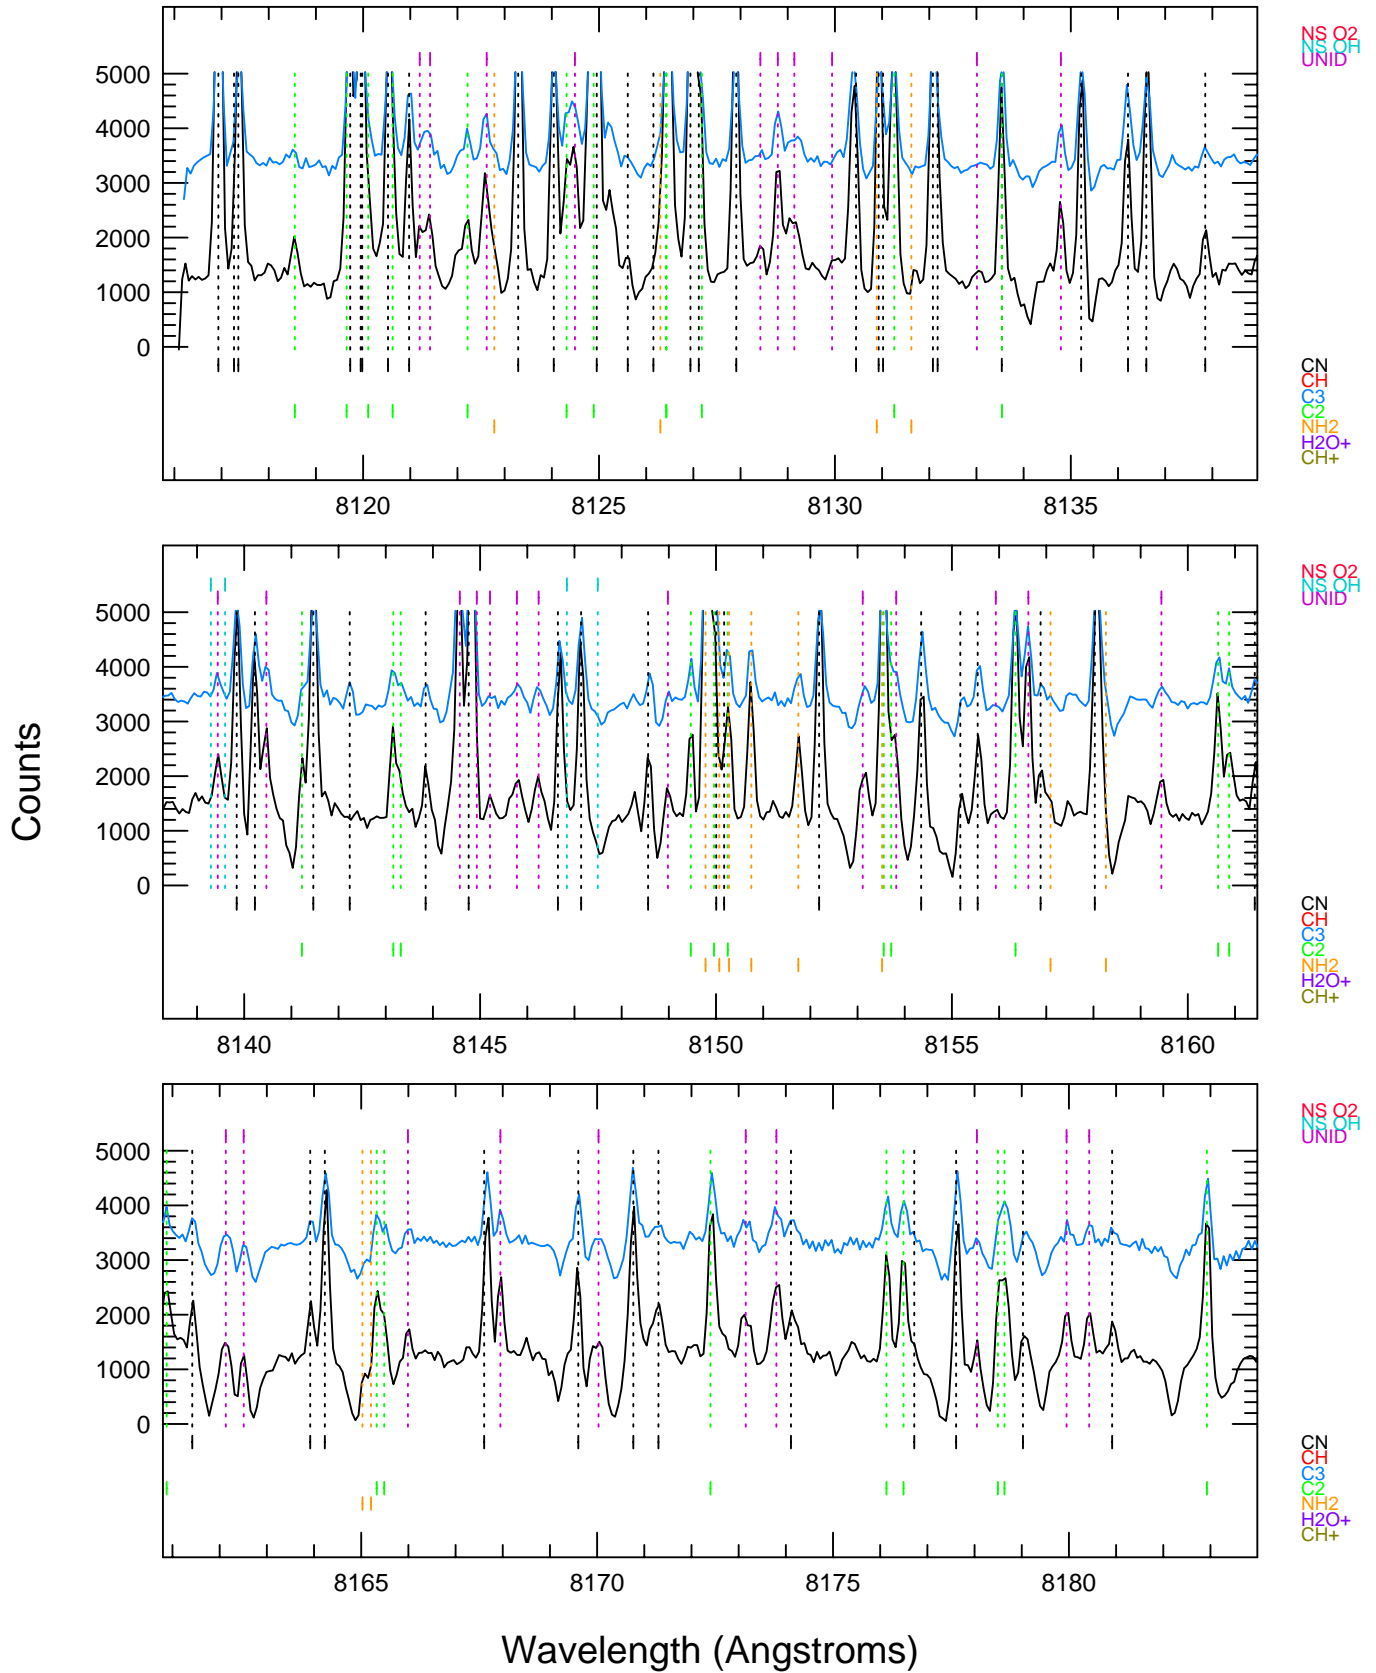 NS O2
NS OH
UNID
5000
4000
3000
2000
1000
0
CN
CH
C3
C2
NH2
H2O+
CH+
8120
8125
8130
8135
NS O2
NS OH
UNID
5000
4000
3000
2000
1000
0
CN
CH
C3
C2
NH2
H2O+
CH+
8140
8145
8150
8155
8160
Counts
NS O2
NS OH
UNID
5000
4000
3000
2000
1000
0
CN
CH
C3
C2
NH2
H2O+
CH+
8165
8170
8175
8180
Wavelength (Angstroms)